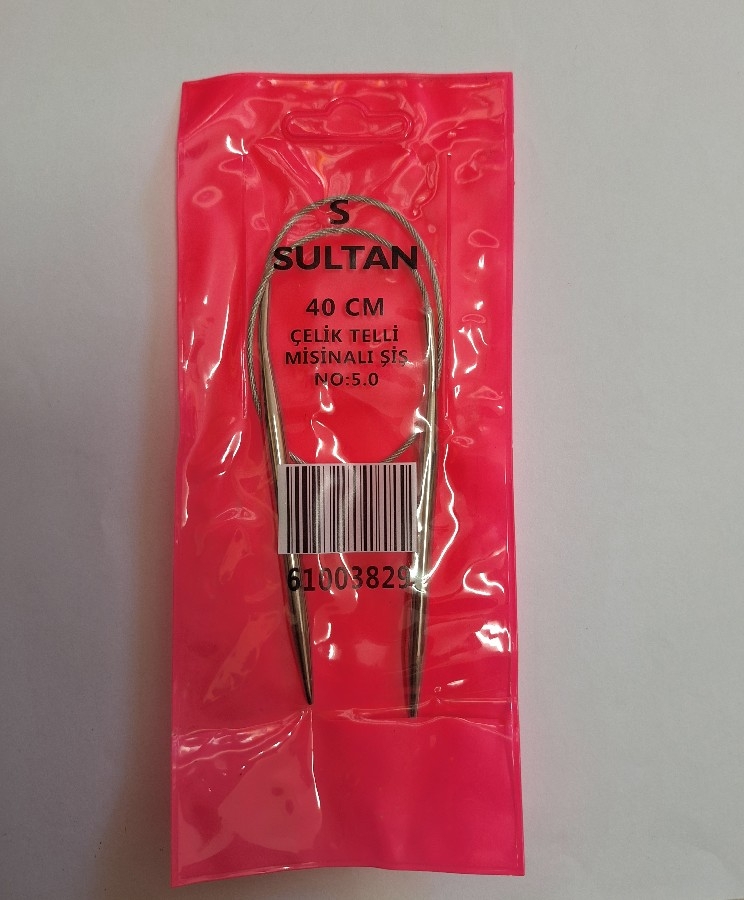 S
SULTAN
40 CM
ÇELİK TELLİ
MİSİNALI ŞİŞ
NO:5.0
61003829